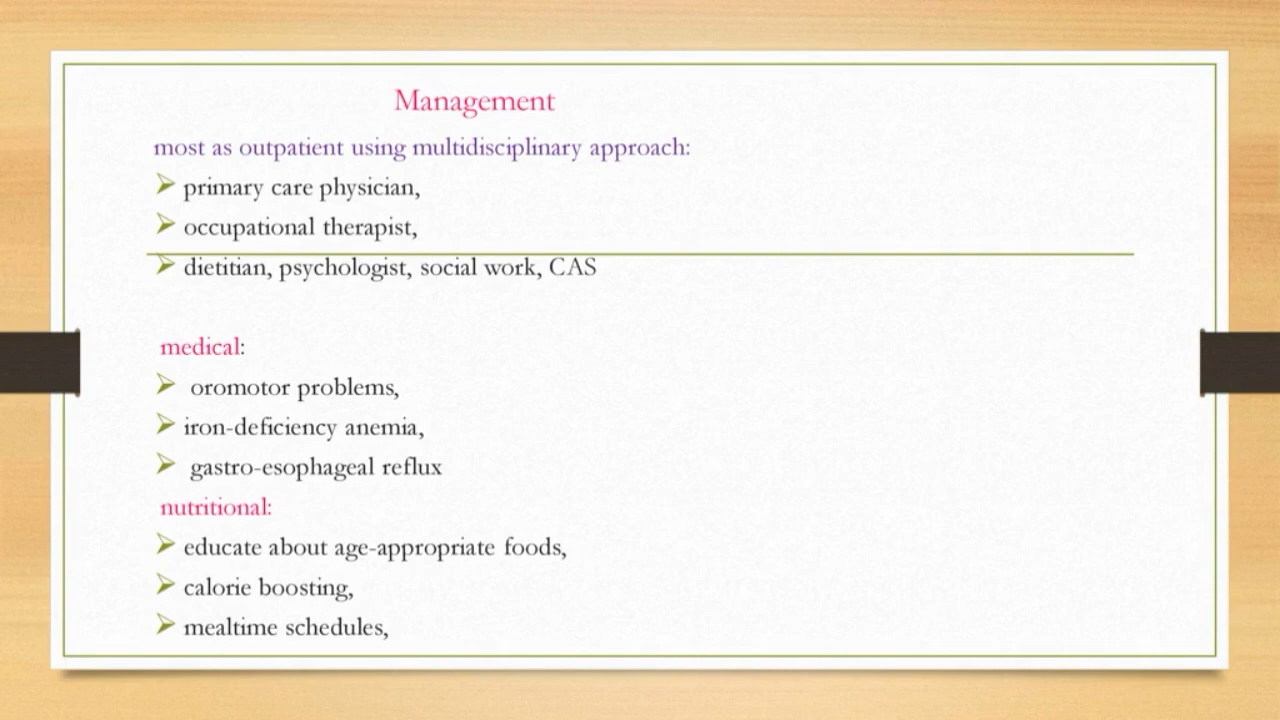 Management
most as outpatient using multidisciplinary approach:
➢ primary care physician,
➢ occupational therapist,
➢ dietitian, psychologist, social work, CAS
medical:
➢ oromotor problems,
➢ iron-deficiency anemia,
➢ gastro-esophageal reflux
nutritional:
➢ educate about age-appropriate foods,
➢ calorie boosting,
➢ mealtime schedules,